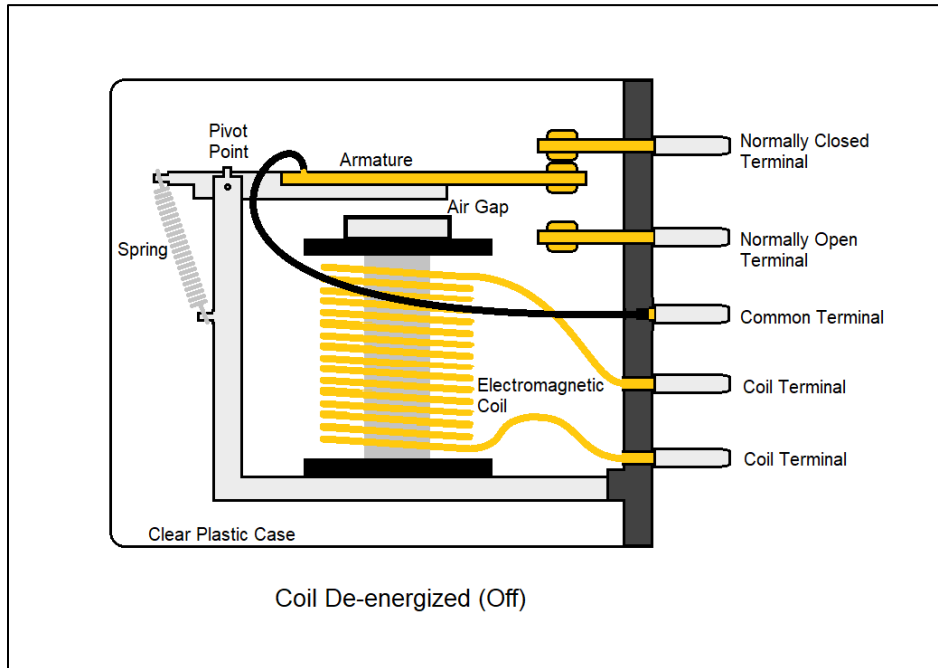 Pivot
Point
Armature
Normally Closed
Terminal
Air Gap
Spring
Normally Open
Terminal
Common Terminal
Electromagnetic
Coil
Coil Terminal
Coil Terminal
Clear Plastic Case
Coil De-energized (Off)